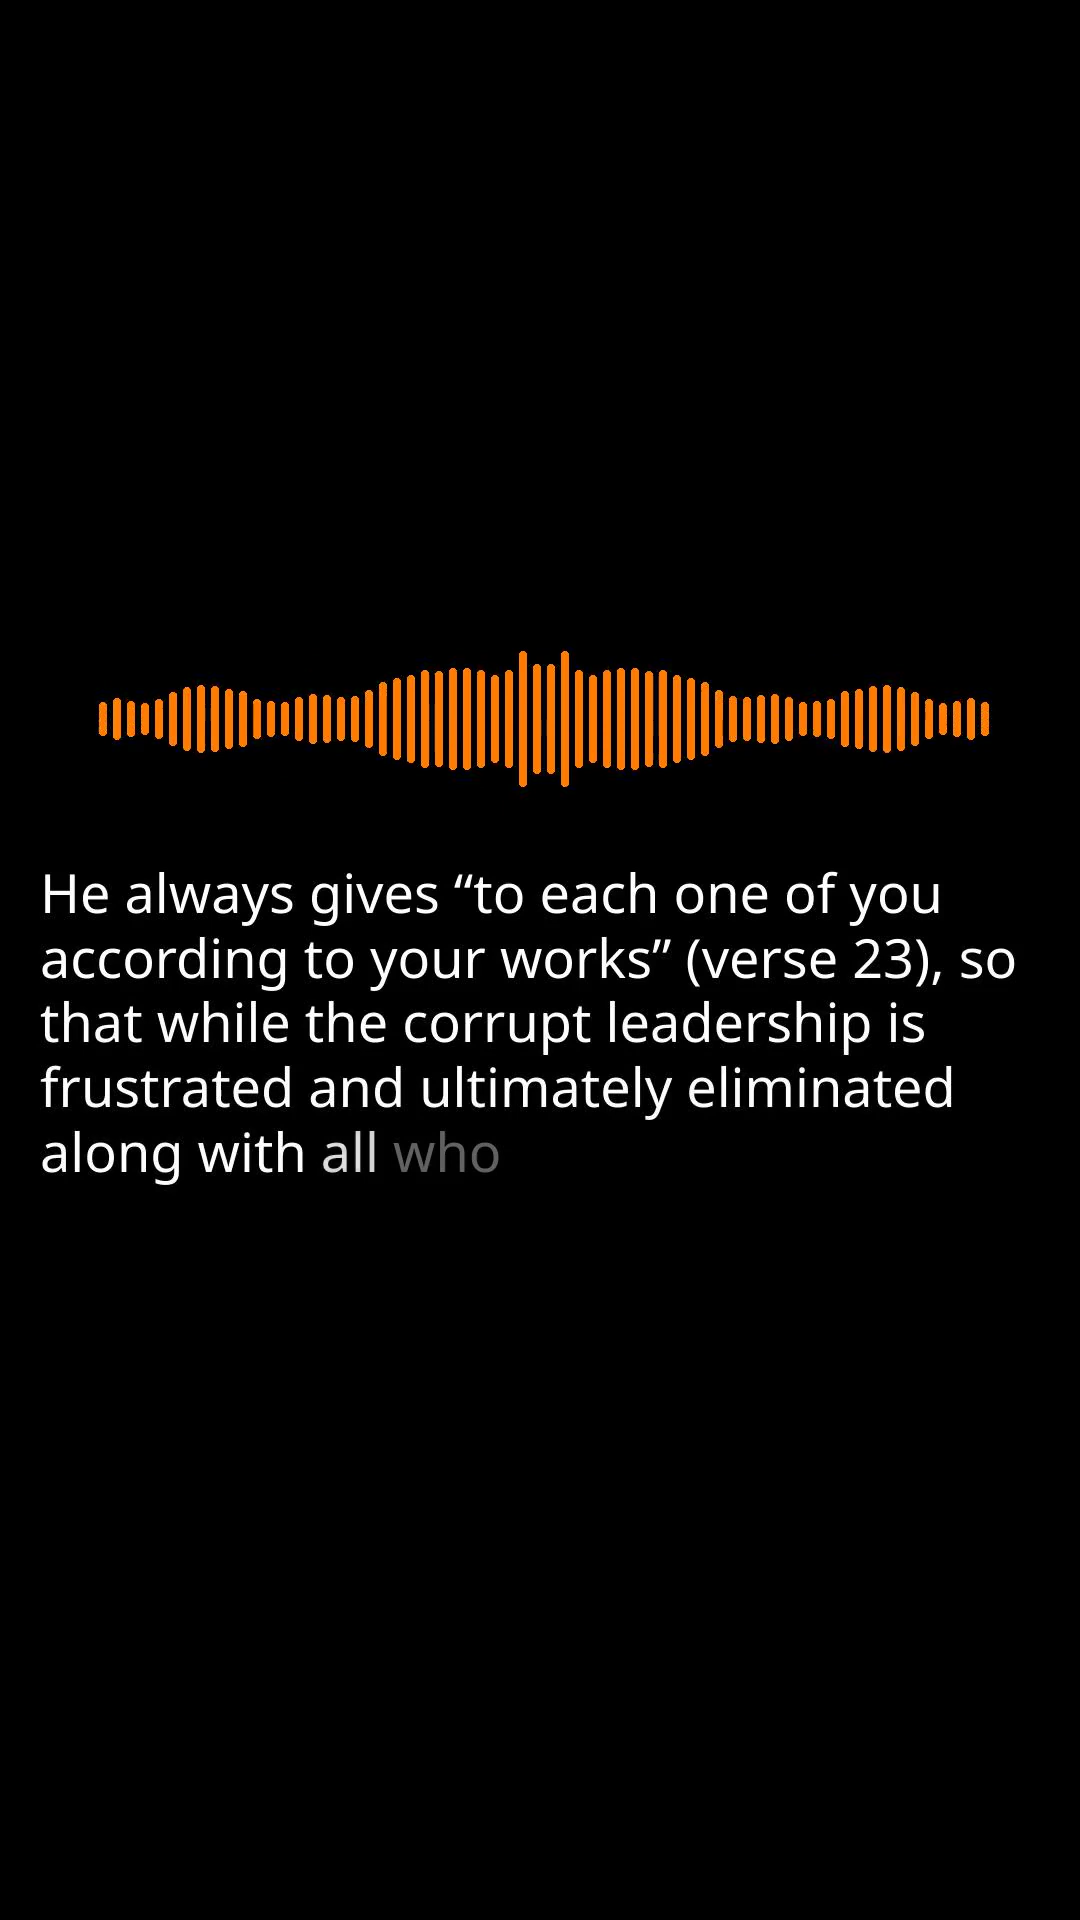 He always gives “to each one of you
according to your works” (verse 23), so
that while the corrupt leadership is
frustrated and ultimately eliminated
along with all who